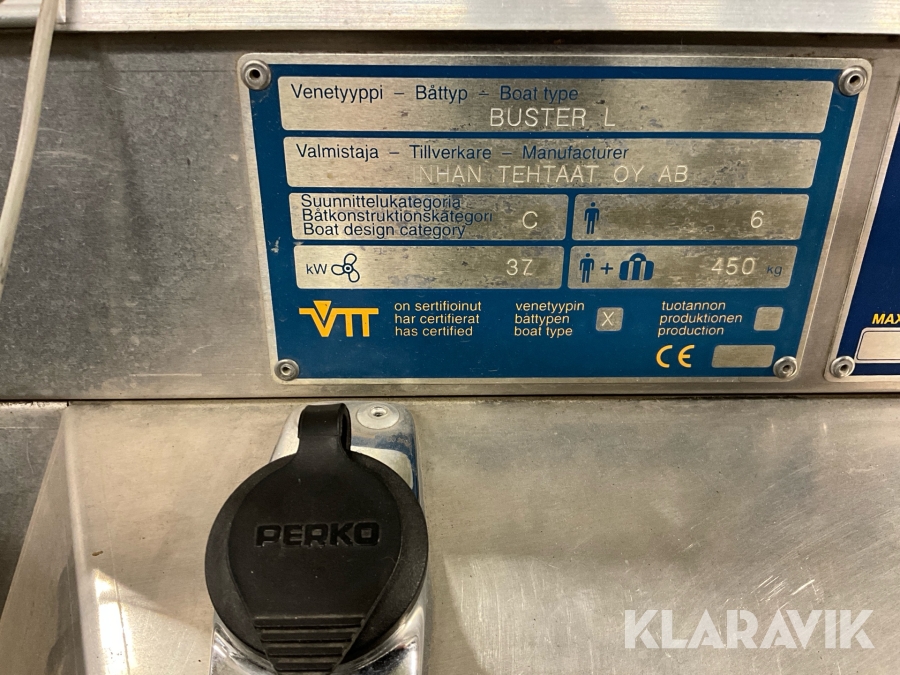 Venetyyppi – Båttyp – Boat type
BUSTER L
Valmistaja – Tillverkare – Manufacturer
INHAN TEHTAAT OY AB
Suunnittelukategoria
Båtkonstruktionskategori
Boat design category
C
6
kW
37
+
450 kg
VTT
on sertifioinut
har certifierat
has certified
venetyypin
battypen
boat type
X
tuotannon
produktionen
production
CE
MAX
PERKO
KLARAVIK